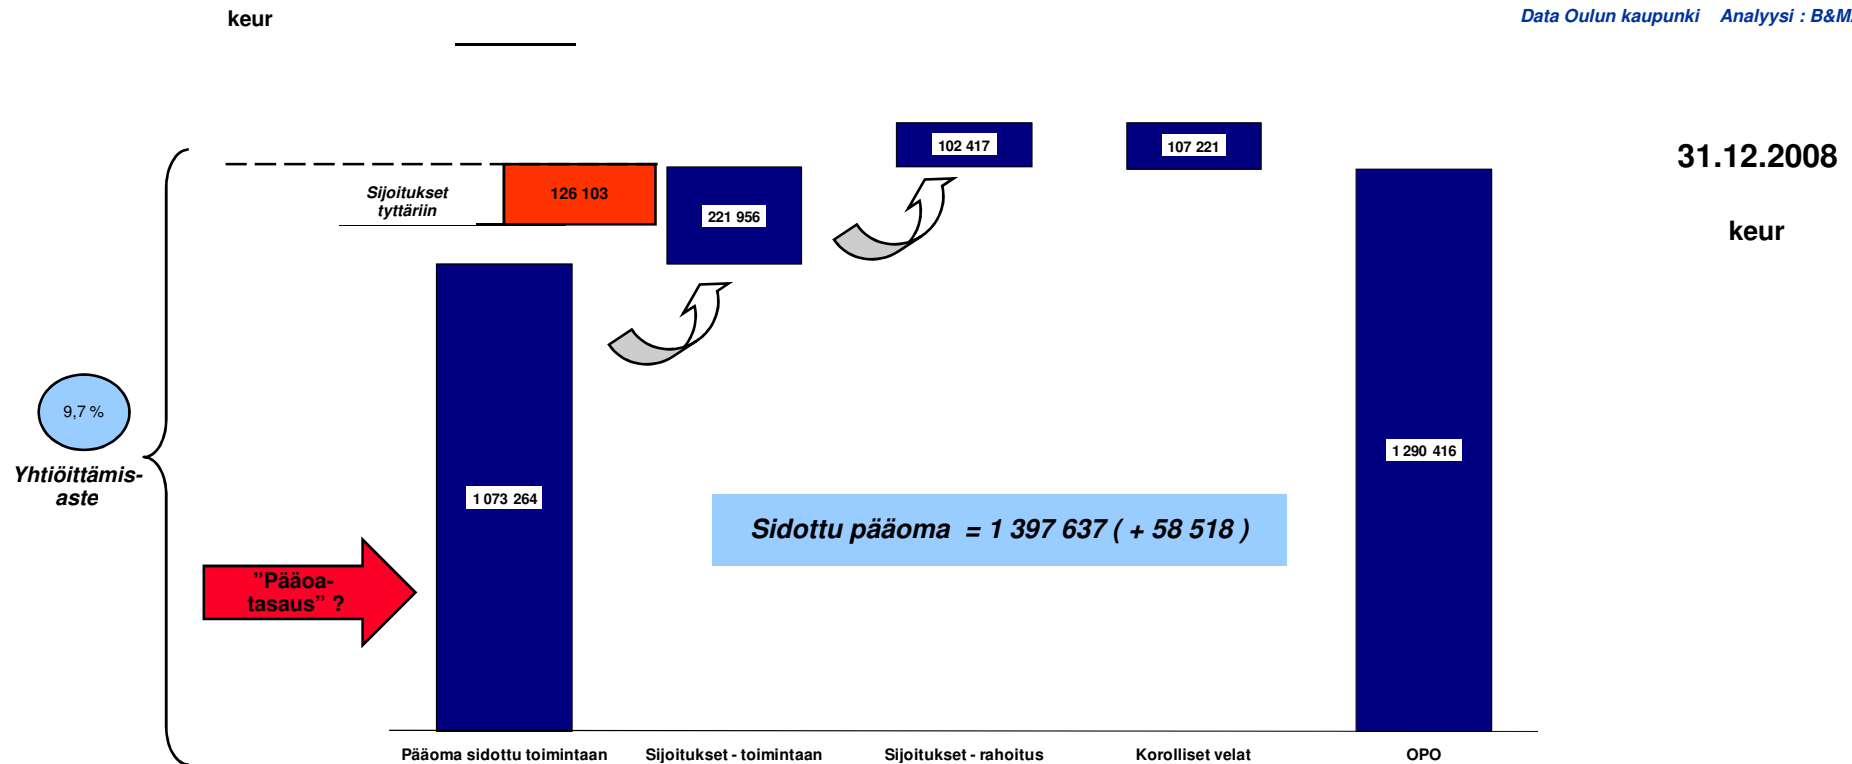 keur
Data Oulun kaupunki Analyysi : B&M
31.12.2008
keur
102 417
107 221
Sijoitukset
tyttäriin
126 103
221 956
9,7 %
Yhtiöittämis-
aste
1 290 416
1 073 264
Sidottu pääoma = 1 397 637 ( + 58 518 )
”Pääoa-
tasaus” ?
Pääoma sidottu toimintaan
Sijoitukset - toimintaan
Sijoitukset - rahoitus
Korolliset velat
OPO